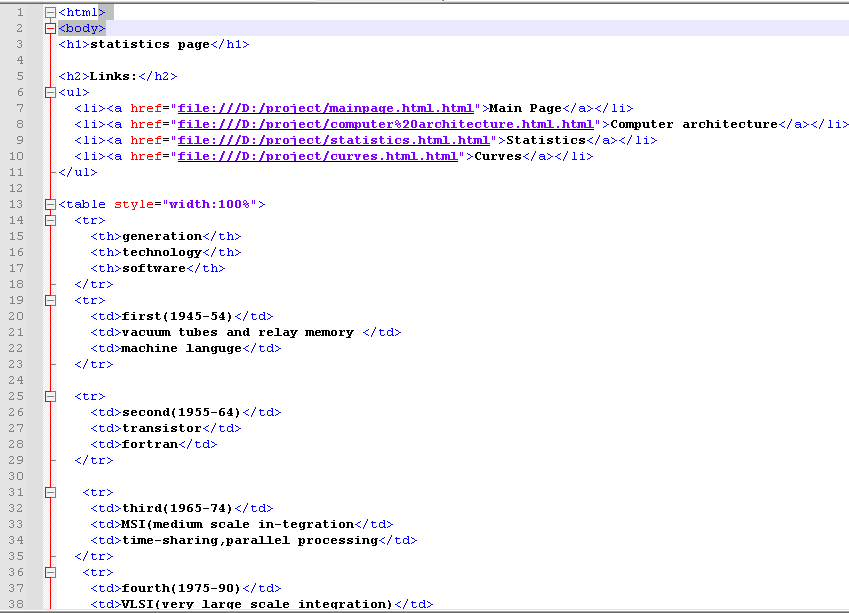 1 <html>
2 <body>
3 <h1>statistics page</h1>
4
5 <h2>Links:</h2>
6 <ul>
7 <li><a href="file:///D:/project/mainpage.html.html">Main Page</a></li>
8 <li><a href="file:///D:/project/computer%20architecture.html.html">Computer architecture</a></li>
9 <li><a href="file:///D:/project/statistics.html.html">Statistics</a></li>
10 <li><a href="file:///D:/project/curves.html.html">Curves</a></li>
11 </ul>
12
13 <table style="width:100%">
14 <tr>
15 <th>generation</th>
16 <th>technology</th>
17 <th>software</th>
18 </tr>
19 <tr>
20 <td>first(1945-54)</td>
21 <td>vacuum tubes and relay memory </td>
22 <td>machine languge</td>
23 </tr>
24
25 <tr>
26 <td>second(1955-64)</td>
27 <td>transistor</td>
28 <td>fortran</td>
29 </tr>
30
31 <tr>
32 <td>third(1965-74)</td>
33 <td>MSI(medium scale in-tegration</td>
34 <td>time-sharing,parallel processing</td>
35 </tr>
36 <tr>
37 <td>fourth(1975-90)</td>
38 <td>VLSI(very large scale integration)</td>